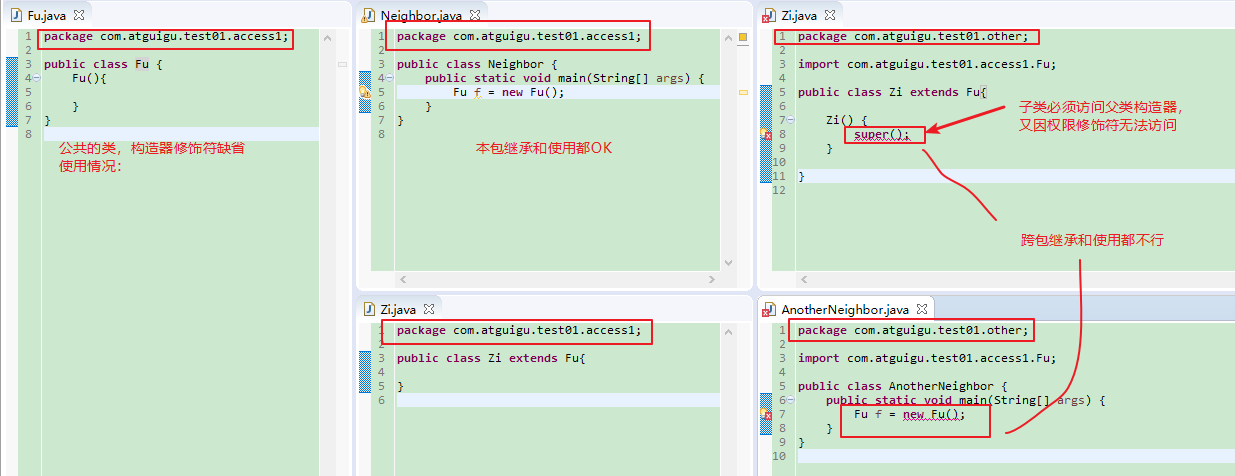 Fu.java
1 package com.atguigu.test01.access1;
2
3 public class Fu {
4 Fu(){
5
6 }
7 }
8
公共的类，构造器修饰符缺省
使用情况：
Neighbor.java
1 package com.atguigu.test01.access1;
2
3 public class Neighbor {
4 public static void main(String[] args) {
5 Fu f = new Fu();
6 }
7 }
8
本包继承和使用都OK
Zi.java
1 package com.atguigu.test01.other;
2
3 import com.atguigu.test01.access1.Fu;
4
5 public class Zi extends Fu{
6
7 Zi() {
8 super();
9 }
10
11 }
12
子类必须访问父类构造器，
又因权限修饰符无法访问
跨包继承和使用都不行
Zi.java
1 package com.atguigu.test01.access1;
2
3 public class Zi extends Fu{
4
5 }
6
AnotherNeighbor.java
1 package com.atguigu.test01.other;
2
3 import com.atguigu.test01.access1.Fu;
4
5 public class AnotherNeighbor {
6 public static void main(String[] args) {
7 Fu f = new Fu();
8 }
9 }
10